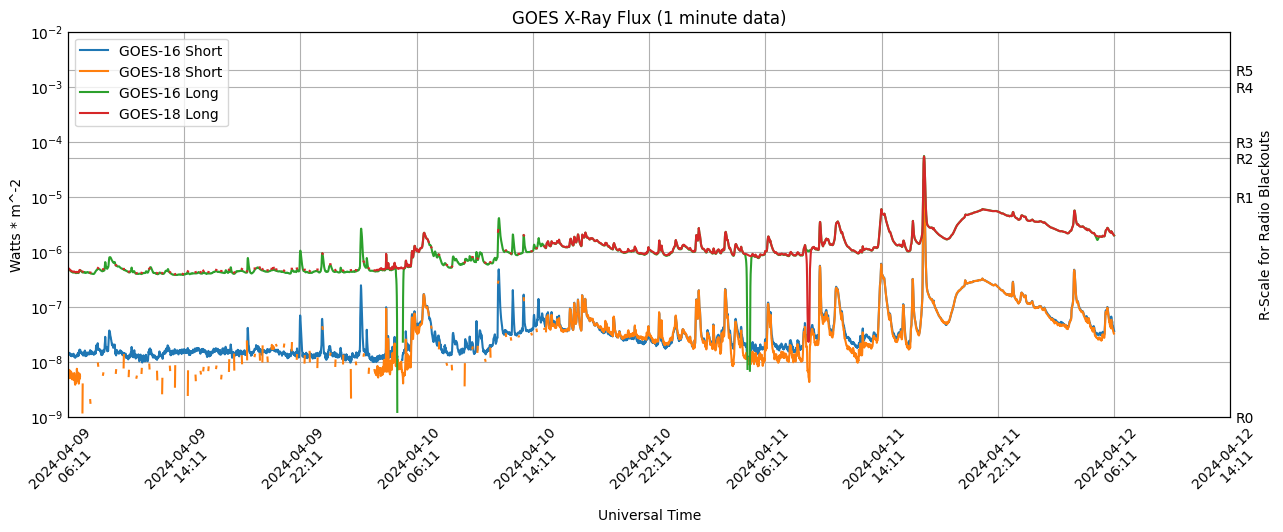 GOES X-Ray Flux (1 minute data)
GOES-16 Short
GOES-18 Short
GOES-16 Long
GOES-18 Long
10^-2
10^-3
10^-4
10^-5
10^-6
10^-7
10^-8
10^-9
Watts * m^-2
R5
R4
R3
R2
R1
R0
R-Scale for Radio Blackouts
2024-04-09
06:11
2024-04-09
14:11
2024-04-09
22:11
2024-04-10
06:11
2024-04-10
14:11
2024-04-10
22:11
2024-04-11
06:11
2024-04-11
14:11
2024-04-11
22:11
2024-04-12
06:11
2024-04-12
14:11
Universal Time